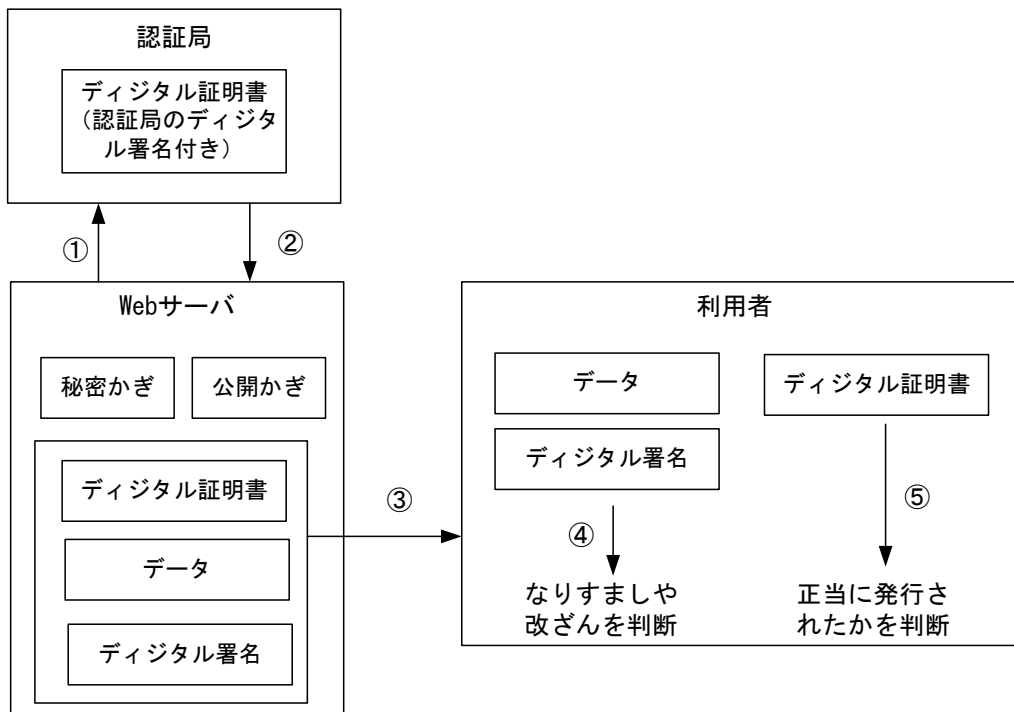 認証局
ディジタル証明書
（認証局のディジタ
ル署名付き）
①
②
Webサーバ
秘密かぎ
公開かぎ
ディジタル証明書
データ
ディジタル署名
③
利用者
データ
ディジタル証明書
ディジタル署名
④
⑤
なりすましや
改ざんを判断
正当に発行さ
れたかを判断